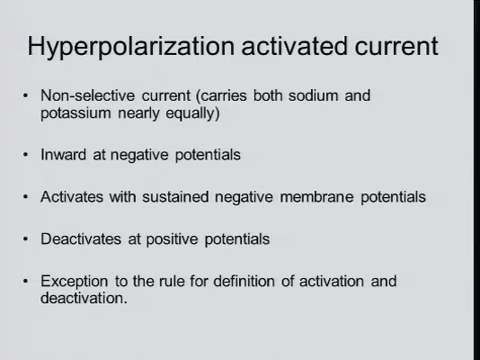 Hyperpolarization activated current
• Non-selective current (carries both sodium and
potassium nearly equally)
• Inward at negative potentials
• Activates with sustained negative membrane potentials
• Deactivates at positive potentials
• Exception to the rule for definition of activation and
deactivation.